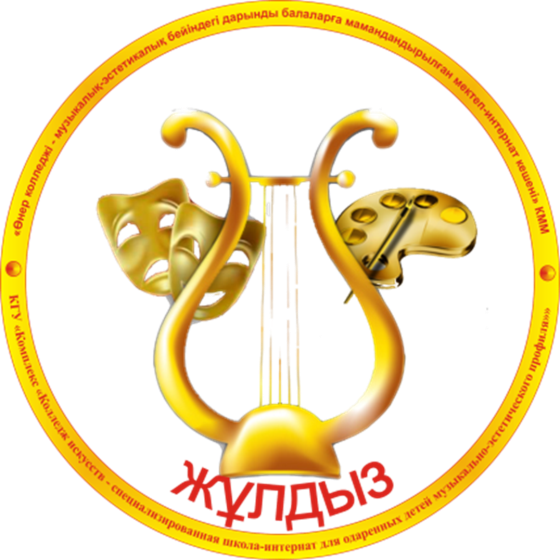 «Өнер колледжі - музыкалық-эстетикалық бейіндегі дарынды балаларға мамандандырылған мектеп-интернат кешені» КММ
ЖҰЛДЫЗ
КГУ «Комплекс «Колледж искусств - специализированная школа-интернат для одаренных детей музыкально-эстетического профиля»»